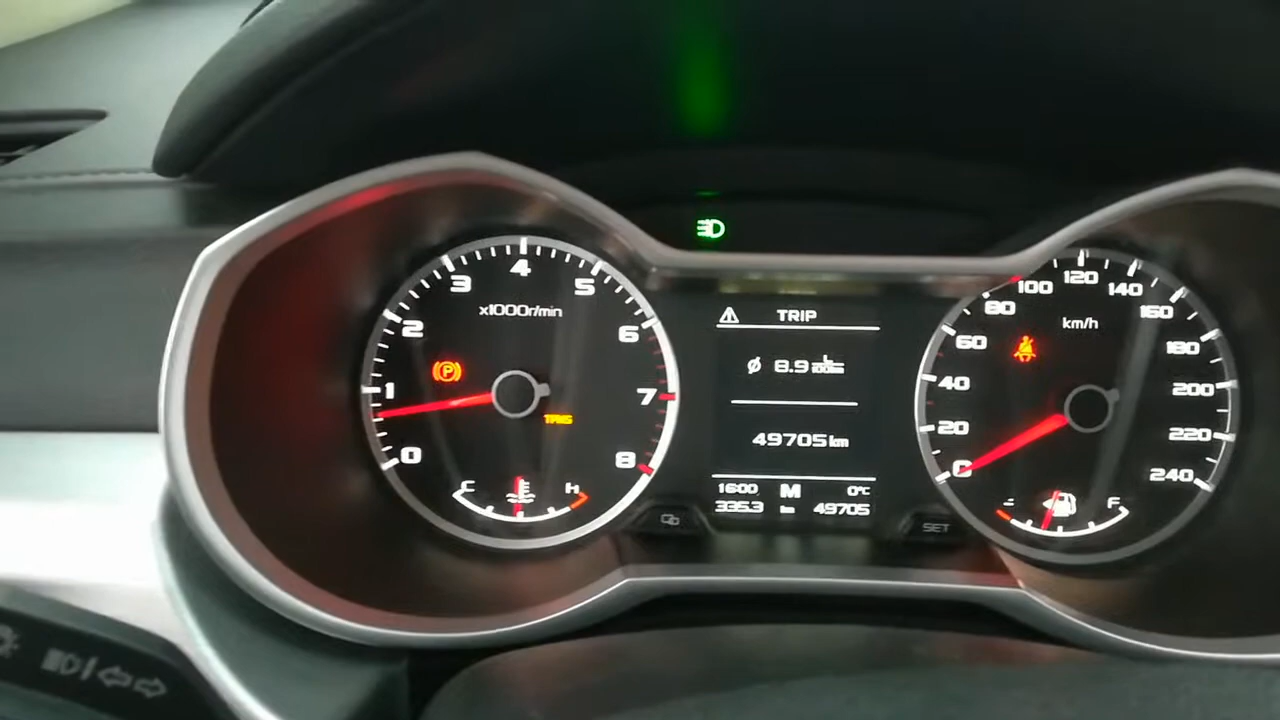 0
1
2
3
4
5
6
7
8
x1000r/min
P
C
H
TRIP
Ø 8.9 L/100km
49705 km
1600 M 0℃
335.3 km 49705
SET
0
20
40
60
80
100
120
140
160
180
200
220
240
km/h
F